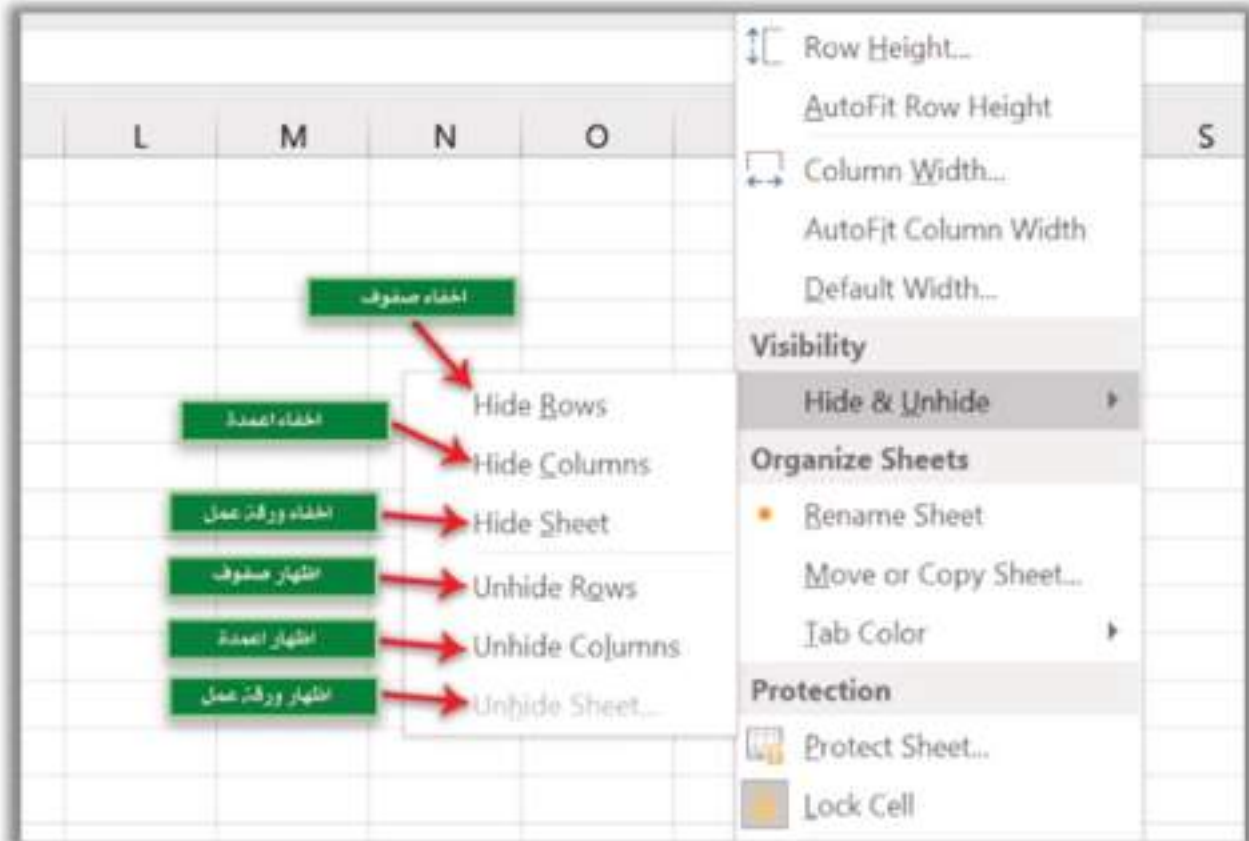 Row Height...
AutoFit Row Height
L M N O S
Column Width...
AutoFit Column Width
Default Width...
اخفاء صفوف
Visibility
Hide Rows
Hide & Unhide
اخفاء اعمدة
Hide Columns
Organize Sheets
اخفاء ورقة عمل
Hide Sheet
Rename Sheet
اظهار صفوف
Unhide Rows
Move or Copy Sheet...
اظهار اعمدة
Unhide Columns
Tab Color
اظهار ورقة عمل
Unhide Sheet...
Protection
Protect Sheet...
Lock Cell